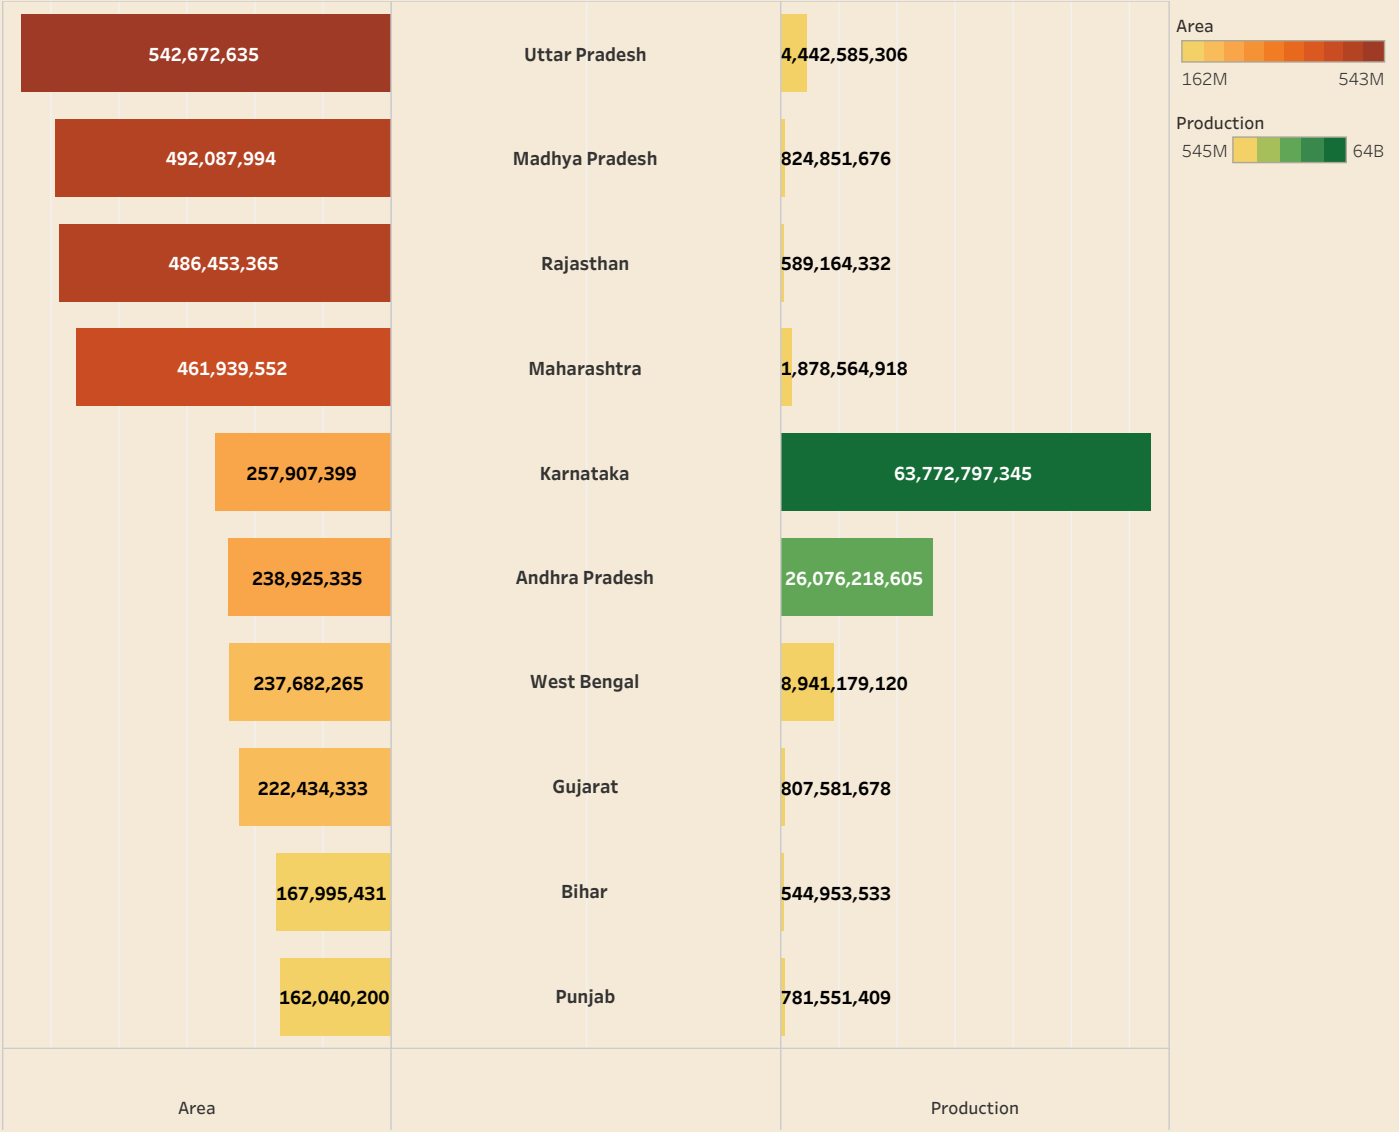 542,672,635 Uttar Pradesh 4,442,585,306
492,087,994 Madhya Pradesh 824,851,676
486,453,365 Rajasthan 589,164,332
461,939,552 Maharashtra 1,878,564,918
257,907,399 Karnataka 63,772,797,345
238,925,335 Andhra Pradesh 26,076,218,605
237,682,265 West Bengal 8,941,179,120
222,434,333 Gujarat 807,581,678
167,995,431 Bihar 544,953,533
162,040,200 Punjab 781,551,409
Area Production
Area
162M 543M
Production
545M 64B